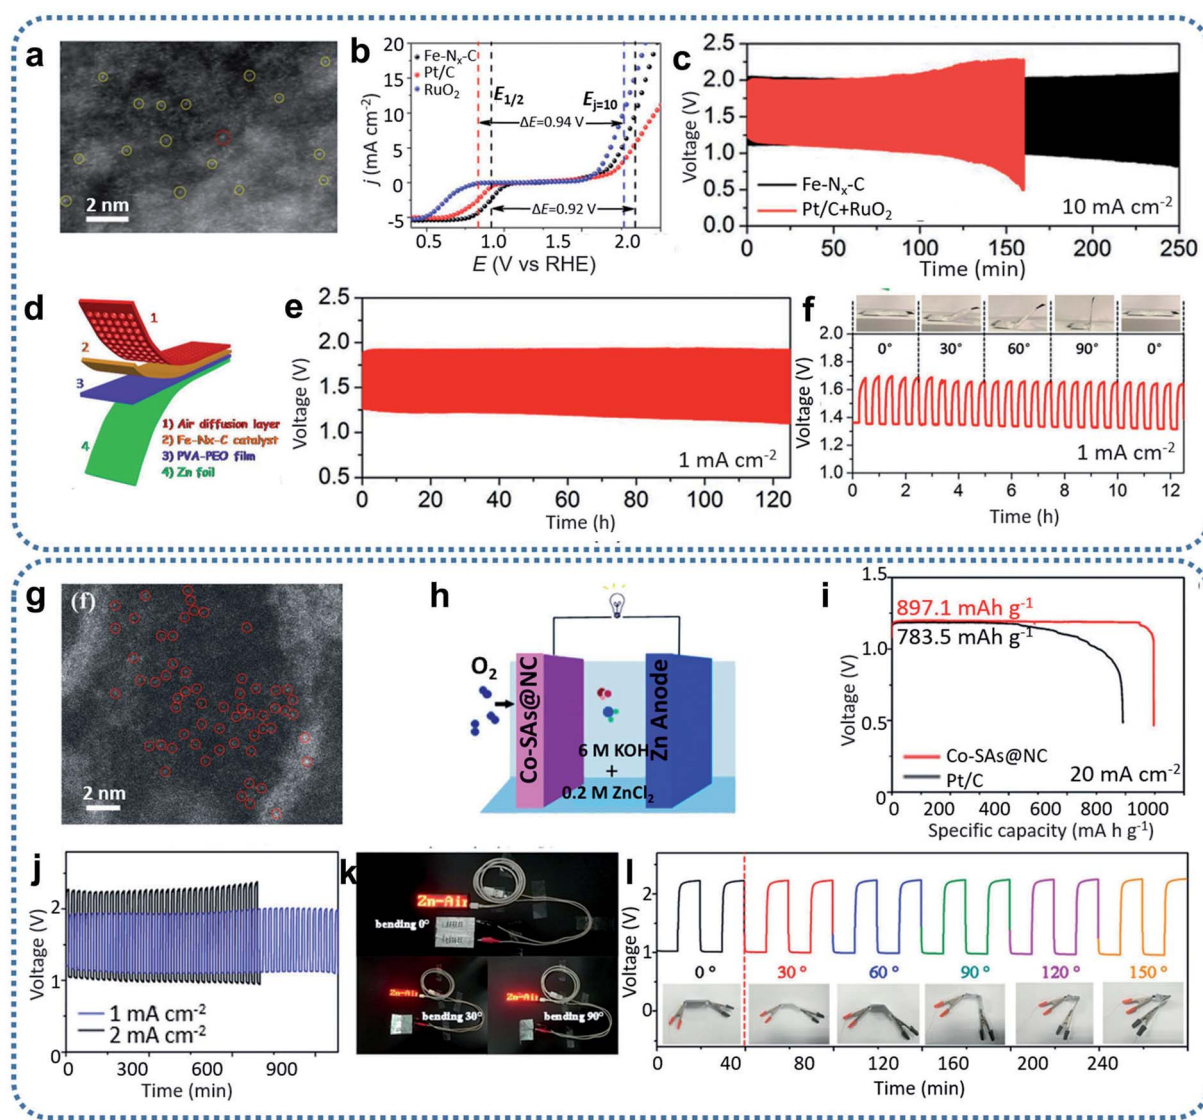 a
2 nm
b
Fe-Nₓ-C
Pt/C
RuO₂
E₁/₂
E_j=10
ΔE=0.94 V
ΔE=0.92 V
20
15
10
5
0
-5
j (mA cm⁻²)
0.5 1.0 1.5 2.0
E (V vs RHE)
c
2.5
2.0
1.5
1.0
0.5
0
Voltage (V)
Fe-Nₓ-C
Pt/C+RuO₂
10 mA cm⁻²
0 50 100 150 200 250
Time (min)
d
1
2
3
4
1) Air diffusion layer
2) Fe-Nx-C catalyst
3) PVA-PEO film
4) Zn foil
e
2.5
2.0
1.5
1.0
0.5
Voltage (V)
1 mA cm⁻²
0 20 40 60 80 100 120
Time (h)
f
0° 30° 60° 90° 0°
2.0
1.8
1.6
1.4
1.2
1.0
Voltage (V)
1 mA cm⁻²
0 2 4 6 8 10 12
Time (h)
g
(f)
2 nm
h
O₂
Co-SAs@NC
Zn Anode
6 M KOH
+
0.2 M ZnCl₂
i
1.5
1.0
0.5
0
Voltage (V)
897.1 mAh g⁻¹
783.5 mAh g⁻¹
Co-SAs@NC
Pt/C
20 mA cm⁻²
0 200 400 600 800 1000
Specific capacity (mA h g⁻¹)
j
3
2
1
0
Voltage (V)
1 mA cm⁻²
2 mA cm⁻²
0 300 600 900
Time (min)
k
Zn-Air
bending 0°
Zn-Air
bending 30°
Zn-Air
bending 90°
l
2
1
0
Voltage (V)
0° 30° 60° 90° 120° 150°
0 20 40 60 120 140 160 180 200 240
Time (min)